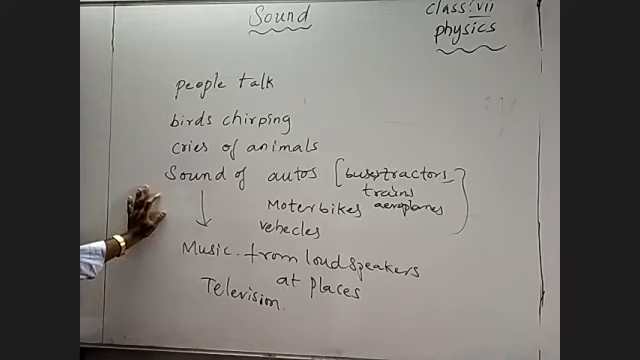 Sound
class: vii
physics
people talk
birds chirping
cries of animals
Sound of autos [buses, tractors
trains
Moterbikes aeroplanes
vehecles
Music from loudspeakers
at places
Television.